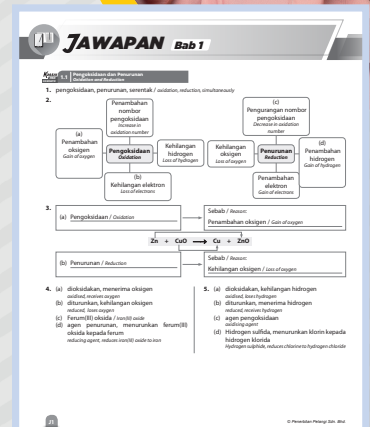 JAWAPAN Bab 1
1.1 Pengoksidaan dan Penurunan
Oxidation and Reduction
1. pengoksidaan, penurunan, serentak / oxidation, reduction, simultaneously
2.
(a)
Penambahan
oksigen
Gain of oxygen
Penambahan
nombor
pengoksidaan
Increase in
oxidation number
Pengoksidaan
Oxidation
Kehilangan
hidrogen
Loss of hydrogen
(b)
Kehilangan elektron
Loss of electrons
(c)
Pengurangan nombor
pengoksidaan
Decrease in oxidation
number
Kehilangan
oksigen
Loss of oxygen
Penurunan
Reduction
(d)
Penambahan
hidrogen
Gain of hydrogen
Penambahan
elektron
Gain of electrons
3.
(a) Pengoksidaan / Oxidation
Sebab / Reason:
Penambahan oksigen / Gain of oxygen
Zn + CuO → Cu + ZnO
(b) Penurunan / Reduction
Sebab / Reason:
Kehilangan oksigen / Loss of oxygen
4. (a) dioksidakan, menerima oksigen
oxidised, receives oxygen
(b) diturunkan, kehilangan oksigen
reduced, loses oxygen
(c) Ferum(III) oksida / Iron(III) oxide
(d) agen penurunan, menurunkan ferum(III)
oksida kepada ferum
reducing agent, reduces iron(III) oxide to iron
5. (a) dioksidakan, kehilangan hidrogen
oxidised, loses hydrogen
(b) diturunkan, menerima hidrogen
reduced, receives hydrogen
(c) agen pengoksidaan
oxidising agent
(d) Hidrogen sulfida, menurunkan klorin kepada
hidrogen klorida
Hydrogen sulphide, reduces chlorine to hydrogen chloride
21
© Penerbitan Pelangi Sdn. Bhd.